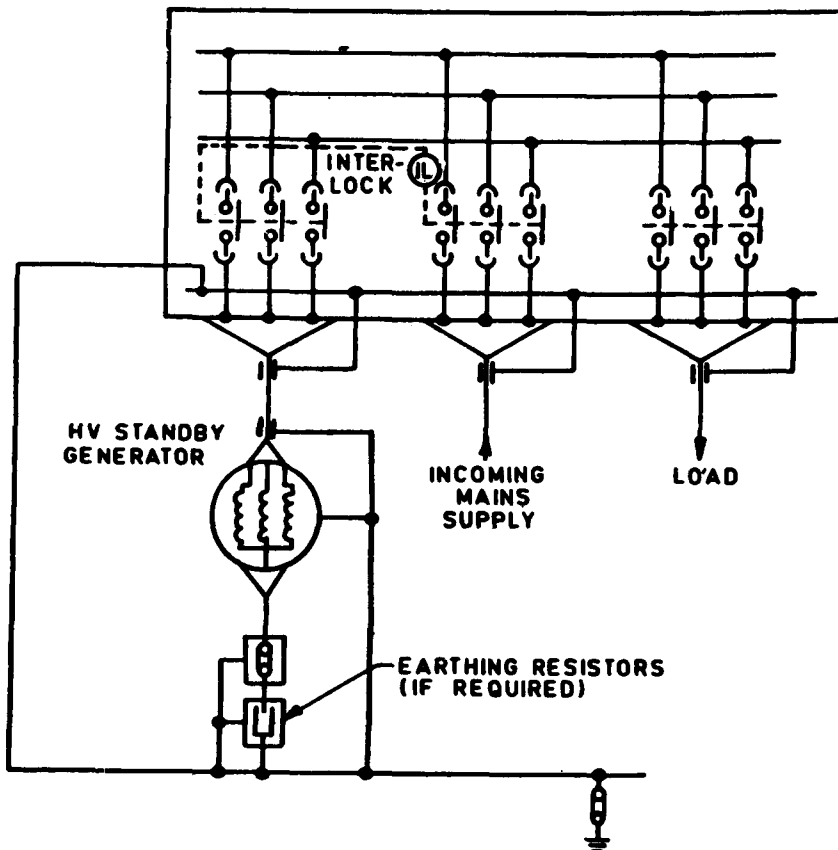 INTER-
LOCK
IL
HV STANDBY
GENERATOR
INCOMING
MAINS
SUPPLY
LOAD
EARTHING RESISTORS
(IF REQUIRED)